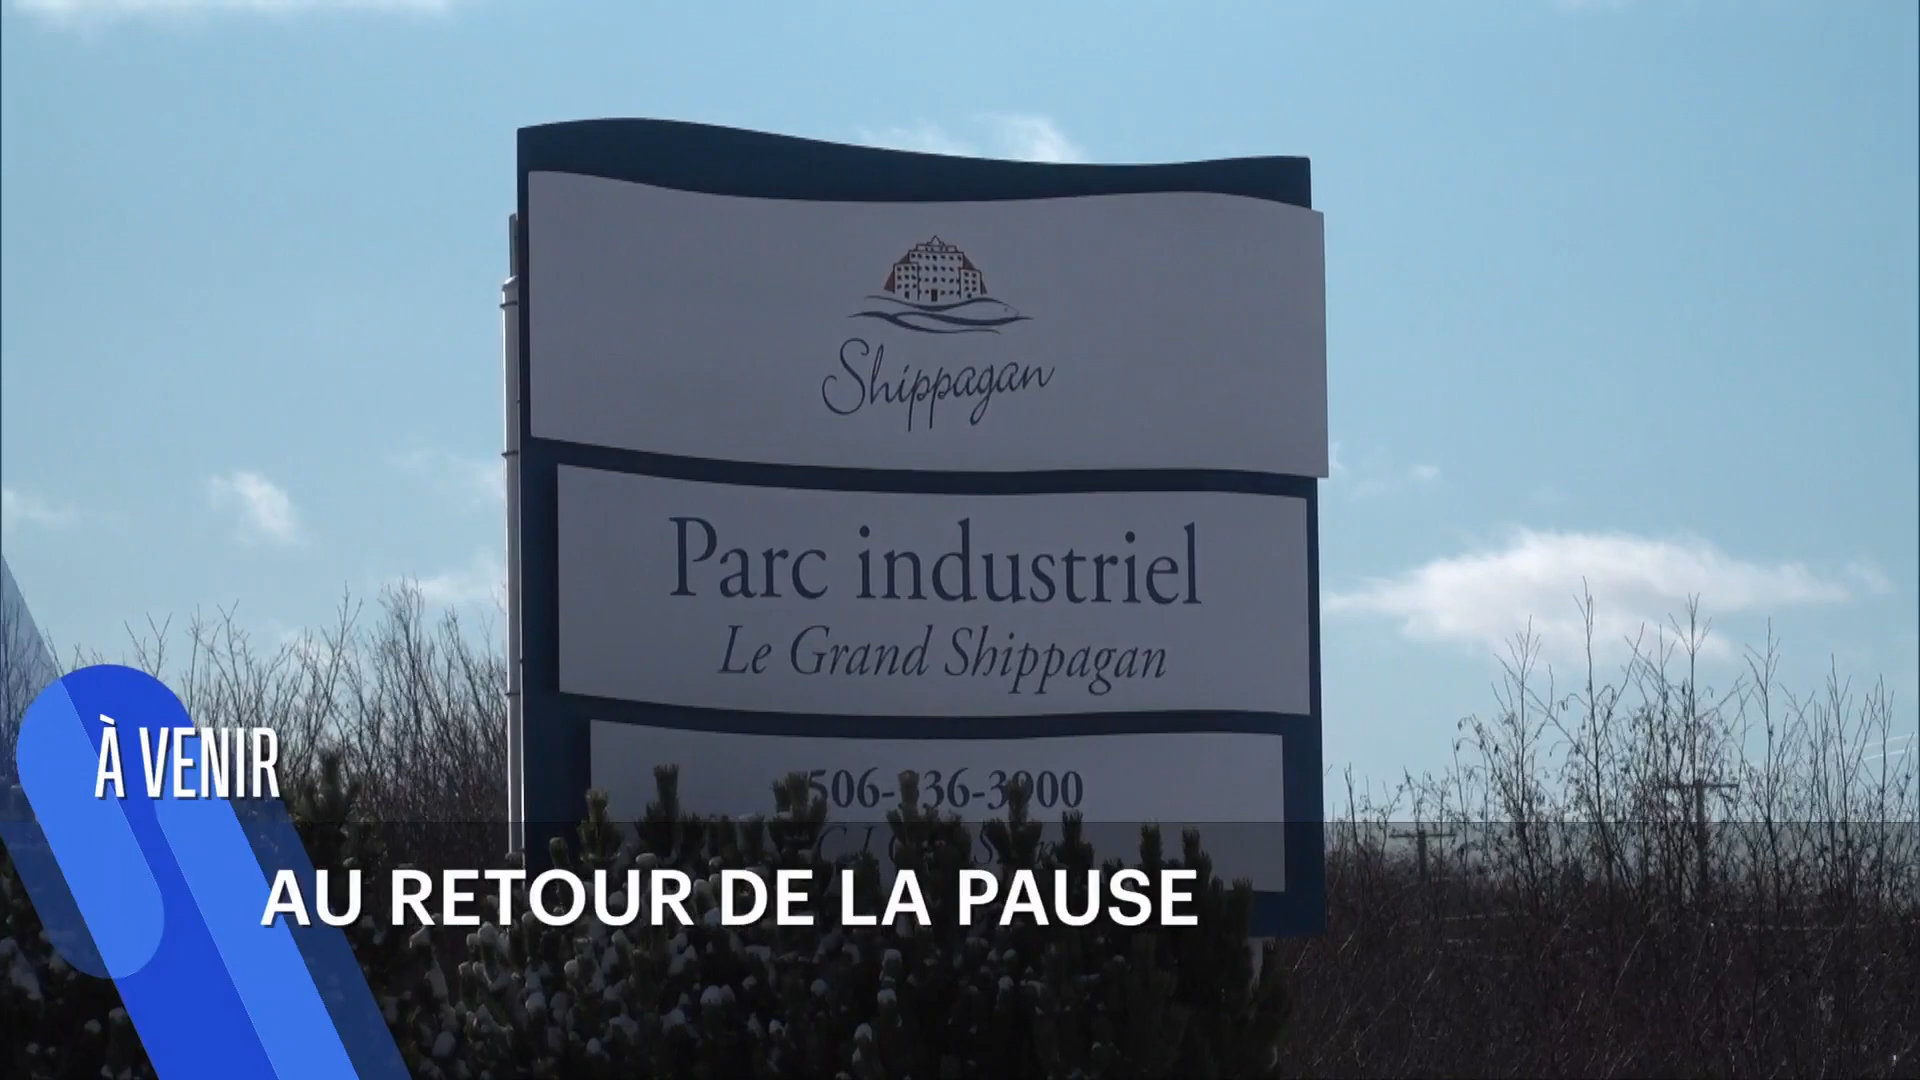 Shippagan
Parc industriel
Le Grand Shippagan
À VENIR
AU RETOUR DE LA PAUSE